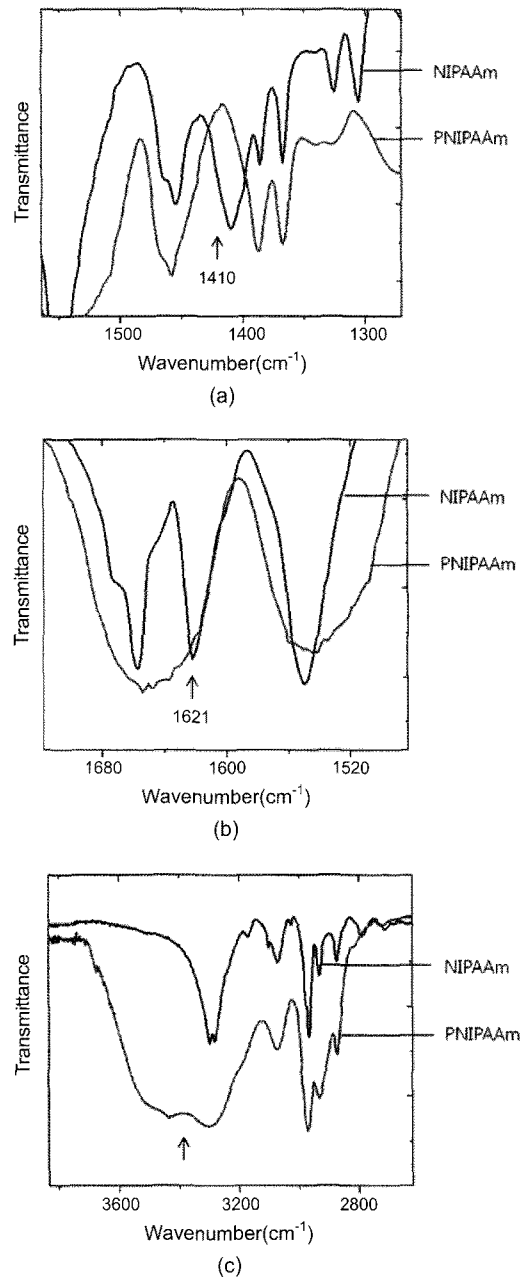 Transmittance
NIPAAm
PNIPAAm
1410
1500
1400
1300
Wavenumber(cm⁻¹)
(a)
Transmittance
NIPAAm
PNIPAAm
1621
1680
1600
1520
Wavenumber(cm⁻¹)
(b)
Transmittance
NIPAAm
PNIPAAm
3600
3200
2800
Wavenumber(cm⁻¹)
(c)